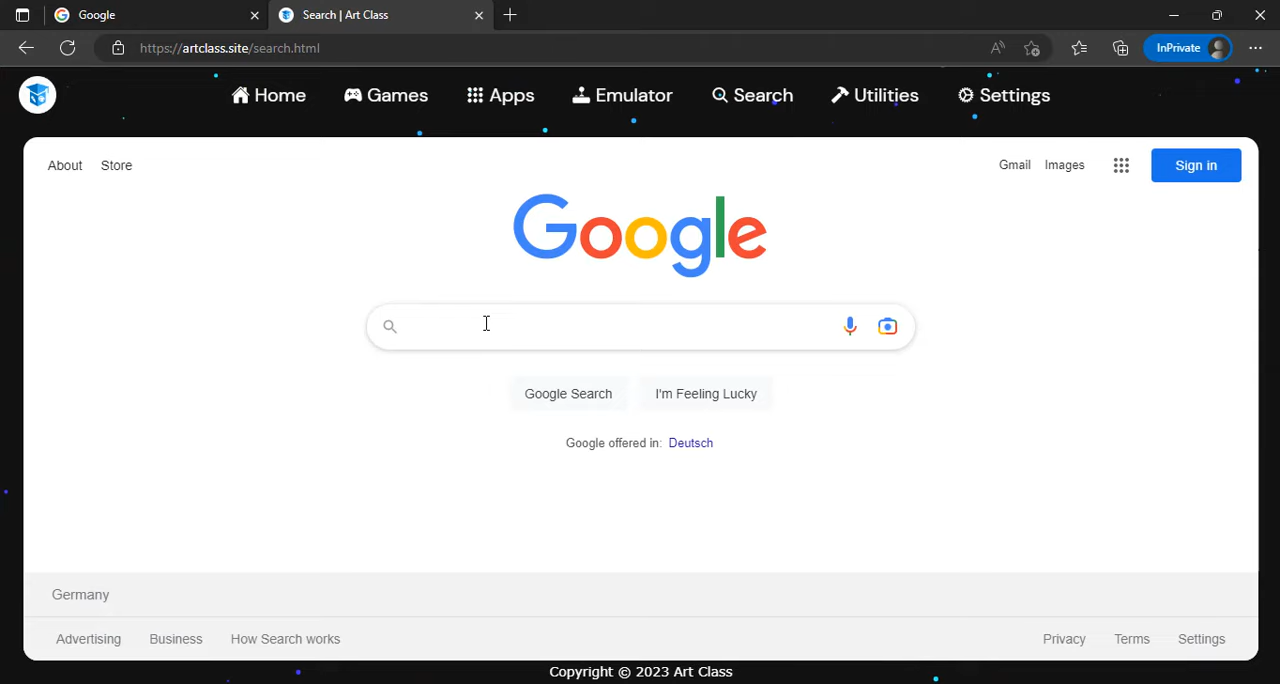 Google
Search | Art Class
https://artclass.site/search.html
InPrivate
Home Games Apps Emulator Search Utilities Settings
About Store Gmail Images Sign in
Google
Google Search I'm Feeling Lucky
Google offered in: Deutsch
Germany
Advertising Business How Search works Privacy Terms Settings
Copyright © 2023 Art Class